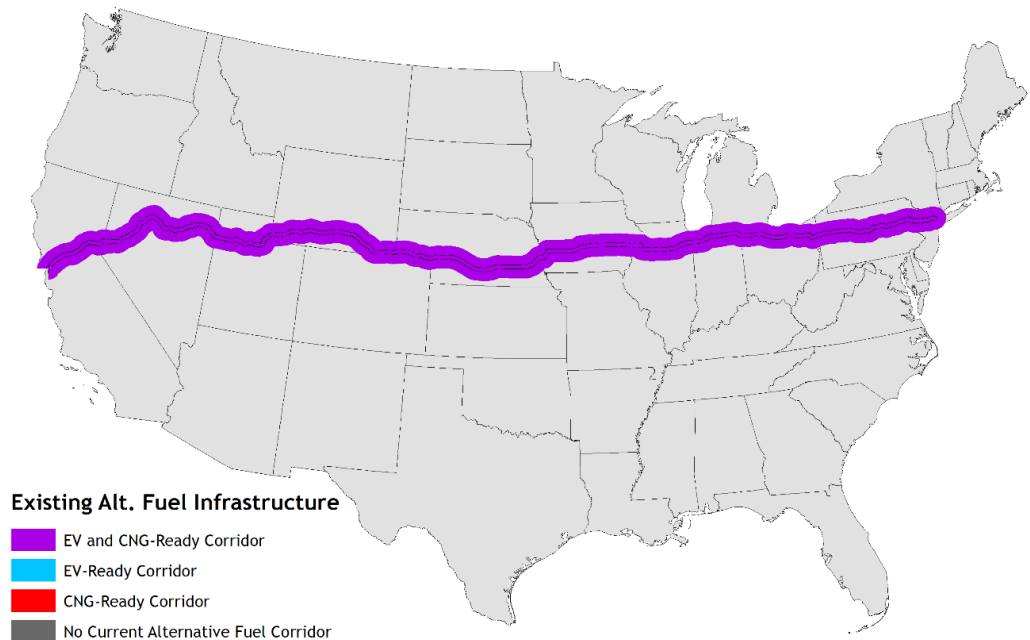 Existing Alt. Fuel Infrastructure
EV and CNG-Ready Corridor
EV-Ready Corridor
CNG-Ready Corridor
No Current Alternative Fuel Corridor